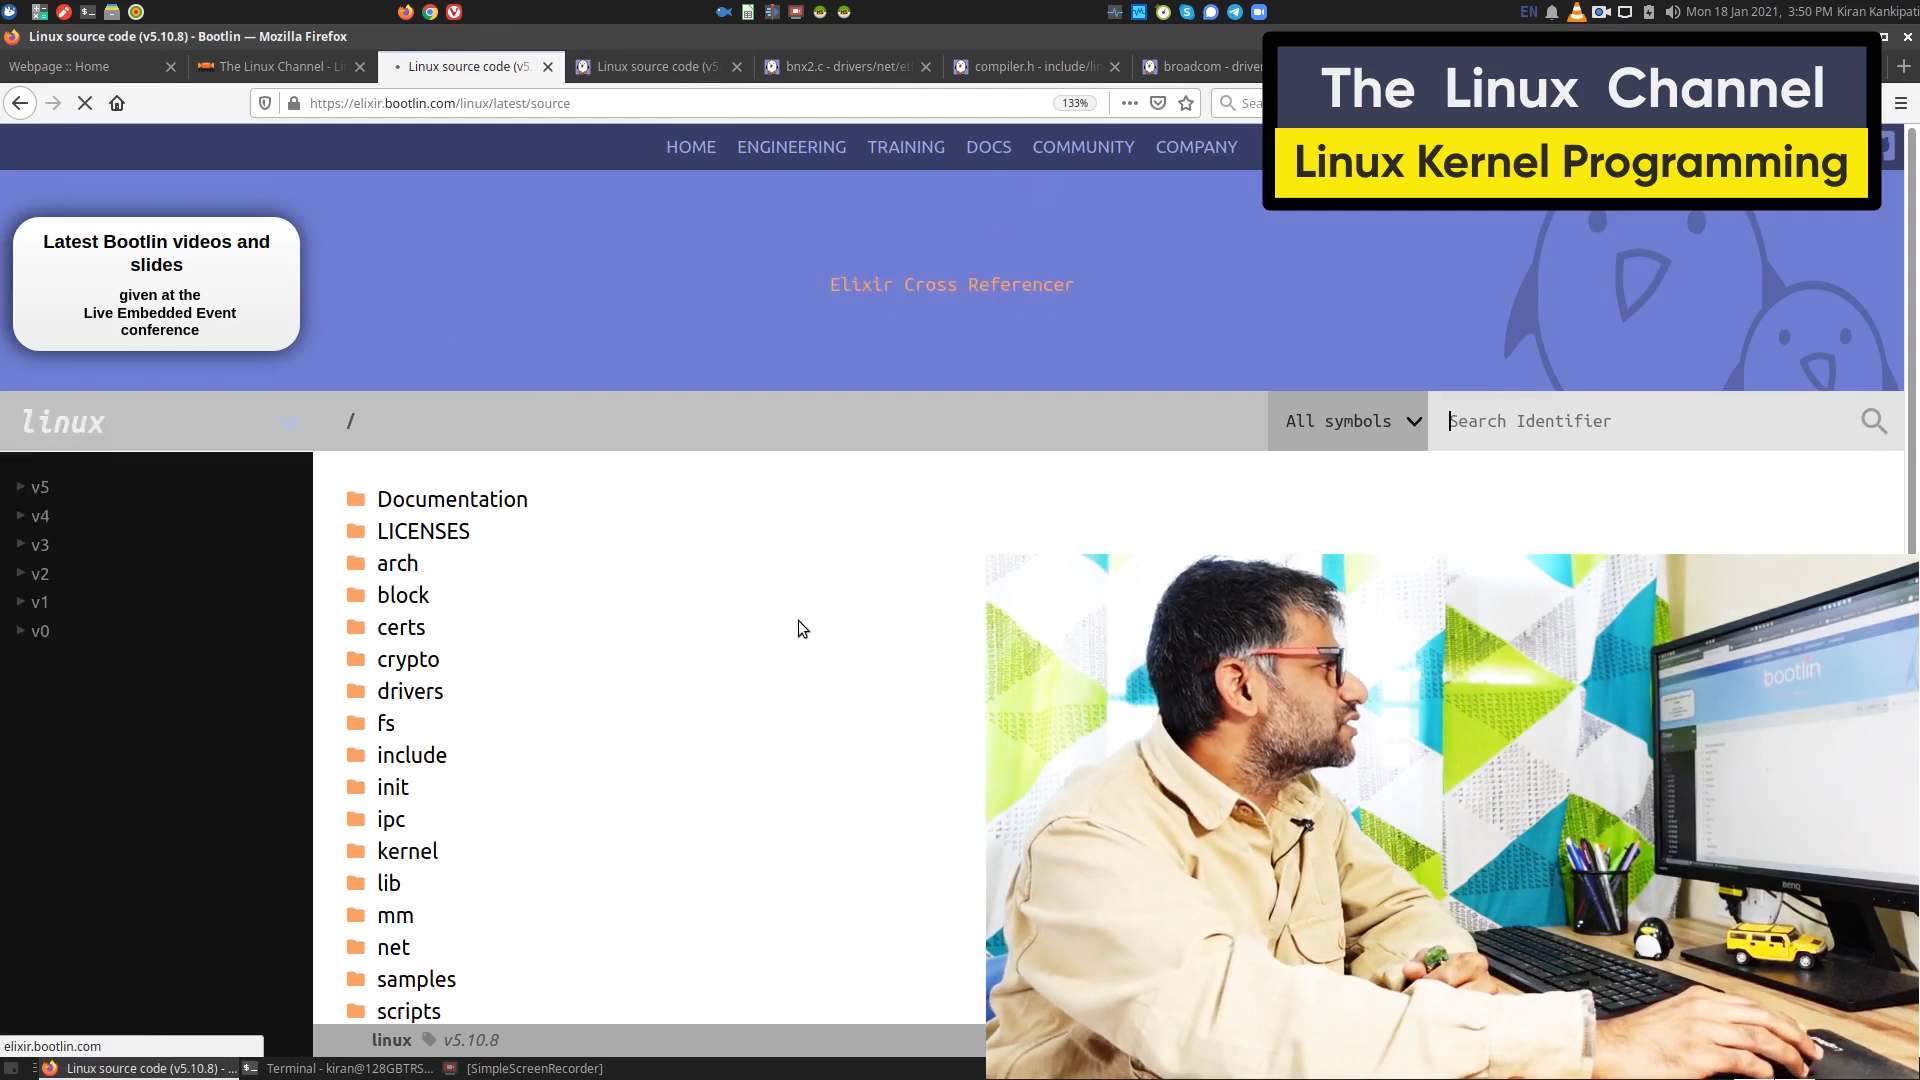 EN
Mon 18 Jan 2021, 3:50 PM Kiran Kankipati
Linux source code (v5.10.8) - Bootlin — Mozilla Firefox
Webpage :: Home
The Linux Channel - Li
Linux source code (v5.
Linux source code (v5.
bnx2.c - drivers/net/et
compiler.h - include/lin
broadcom - driver
https://elixir.bootlin.com/linux/latest/source
133%
Sea
The Linux Channel
Linux Kernel Programming
HOME
ENGINEERING
TRAINING
DOCS
COMMUNITY
COMPANY
Latest Bootlin videos and
slides
given at the
Live Embedded Event
conference
Elixir Cross Referencer
linux
/
All symbols
Search Identifier
v5
v4
v3
v2
v1
v0
Documentation
LICENSES
arch
block
certs
crypto
drivers
fs
include
init
ipc
kernel
lib
mm
net
samples
scripts
linux
v5.10.8
bootlin
BenQ
elixir.bootlin.com
Linux source code (v5.10.8) - ...
Terminal - kiran@128GBTRS...
[SimpleScreenRecorder]